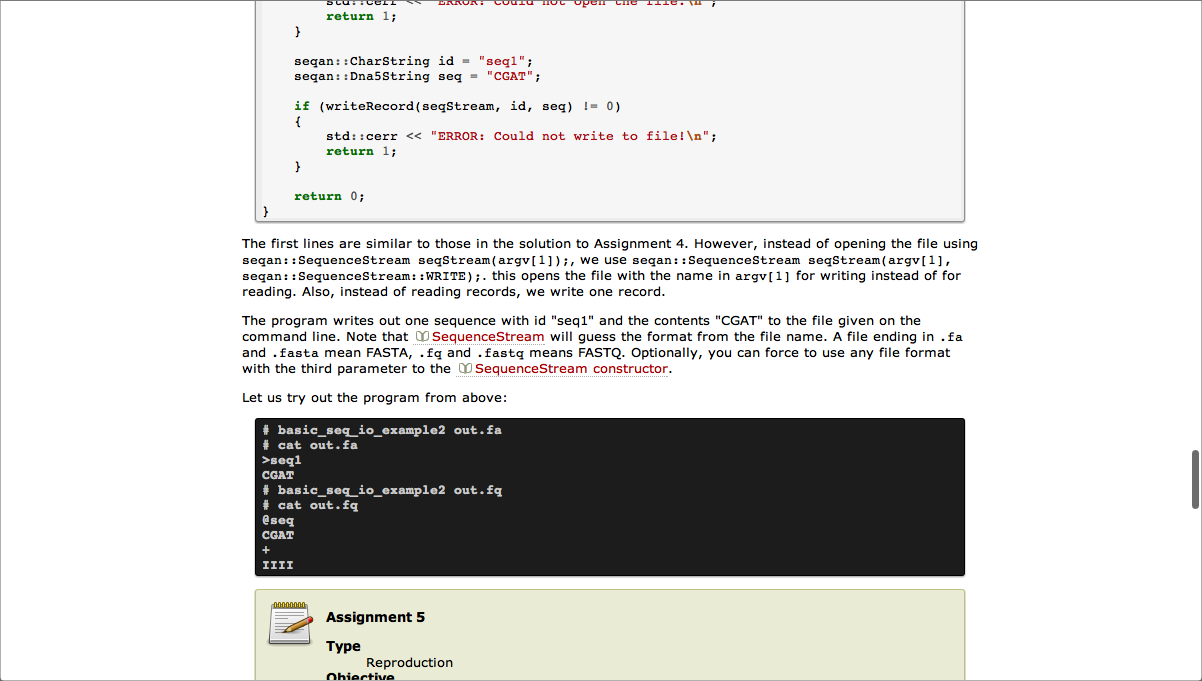 std::cerr << "ERROR: Could not open the file.\n";
return 1;
}
seqan::CharString id = "seq1";
seqan::Dna5String seq = "CGAT";
if (writeRecord(seqStream, id, seq) != 0)
{
std::cerr << "ERROR: Could not write to file!\n";
return 1;
}
return 0;
}
The first lines are similar to those in the solution to Assignment 4. However, instead of opening the file using
seqan::SequenceStream seqStream(argv[1]);, we use seqan::SequenceStream seqStream(argv[1],
seqan::SequenceStream::WRITE);. this opens the file with the name in argv[1] for writing instead of for
reading. Also, instead of reading records, we write one record.
The program writes out one sequence with id "seq1" and the contents "CGAT" to the file given on the
command line. Note that SequenceStream will guess the format from the file name. A file ending in .fa
and .fasta mean FASTA, .fq and .fastq means FASTQ. Optionally, you can force to use any file format
with the third parameter to the SequenceStream constructor.
Let us try out the program from above:
# basic_seq_io_example2 out.fa
# cat out.fa
>seq1
CGAT
# basic_seq_io_example2 out.fq
# cat out.fq
@seq
CGAT
+
IIII
Assignment 5
Type
Reproduction
Objective